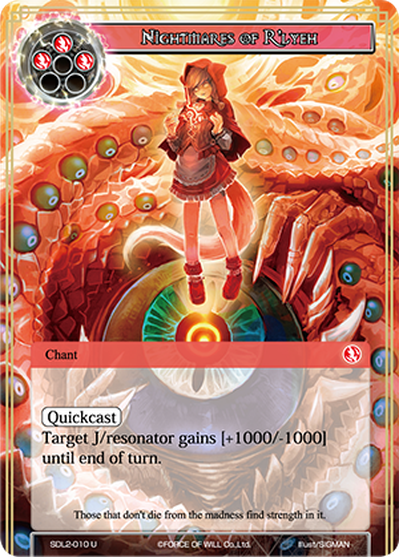 Nightmares of R'lyeh
Chant
Quickcast
Target J/resonator gains [+1000/-1000]
until end of turn.
Those that don't die from the madness find strength in it.
SDL2-010 U ©FORCE OF WILL Co.,Ltd. Illust/SIGMAN